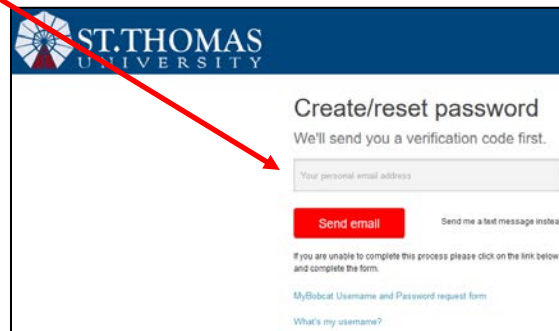 ST.THOMAS
UNIVERSITY
Create/reset password
We'll send you a verification code first.
Your personal email address
Send email
Send me a text message instea
If you are unable to complete this process please click on the link below
and complete the form.
MyBobcat Username and Password request form
What's my username?